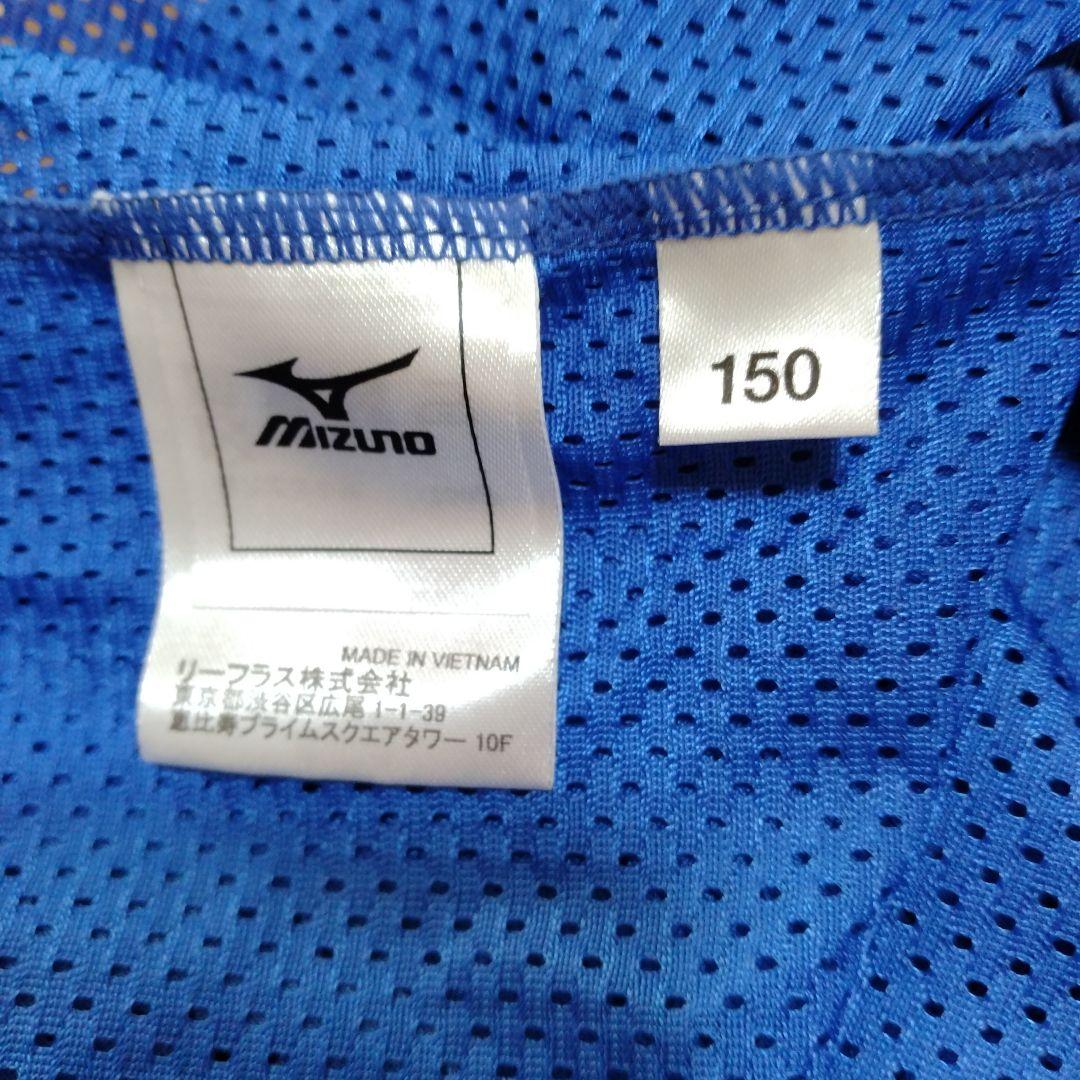 MIZUNO
150
MADE IN VIETNAM
リーフラス株式会社
東京都渋谷区広尾 1-1-39
恵比寿プライムスクエアタワー 10F